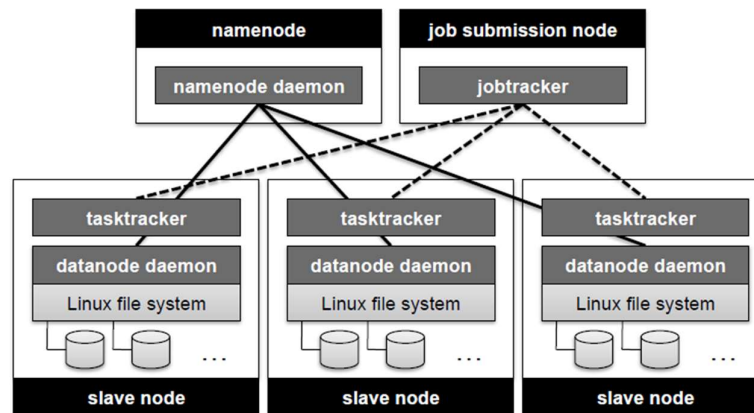 namenode
job submission node
namenode daemon
jobtracker
tasktracker
tasktracker
tasktracker
datanode daemon
datanode daemon
datanode daemon
Linux file system
Linux file system
Linux file system
...
...
...
slave node
slave node
slave node